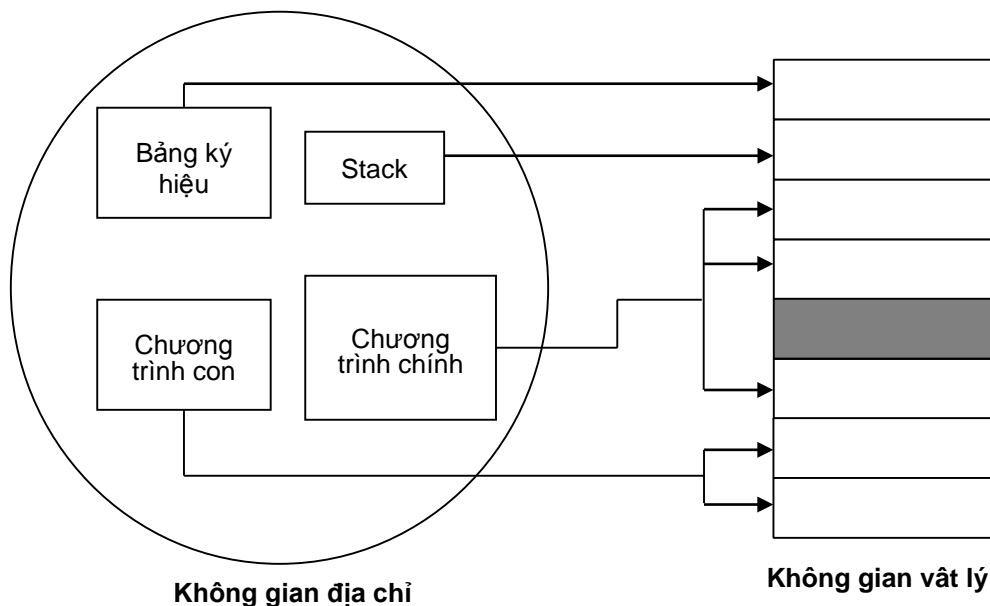 Bảng ký
hiệu
Stack
Chương
trình con
Chương
trình chính
Không gian địa chỉ
Không gian vât lý